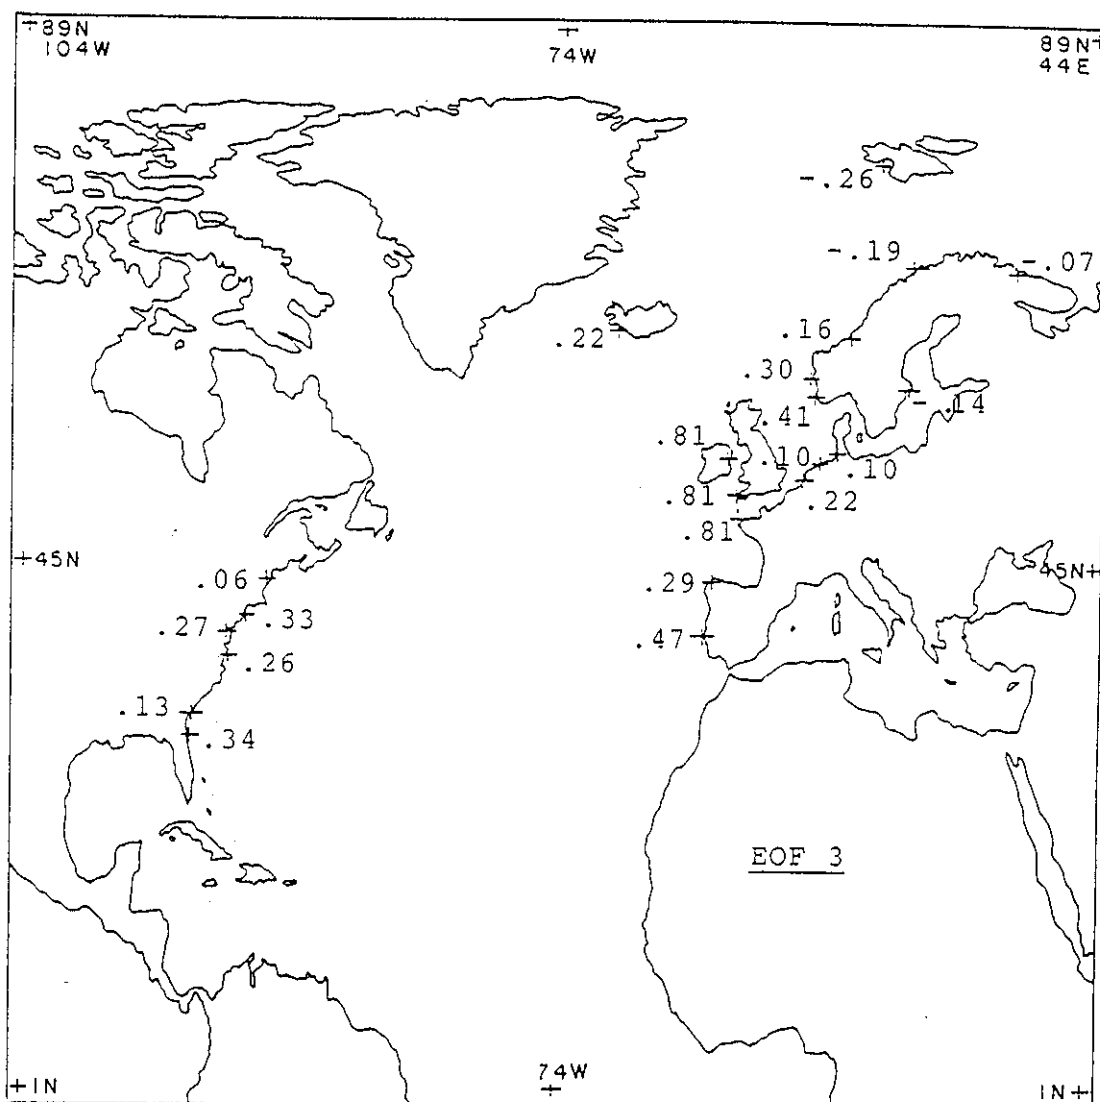 89N
104W
74W
89N
44E
-.26
-.19
-.07
.22
.16
.30
-.14
.41
.81
.10
.10
.81
.22
.81
45N
45N
.06
.29
.33
.27
.47
.26
.13
.34
EOF 3
74W
1N
1N